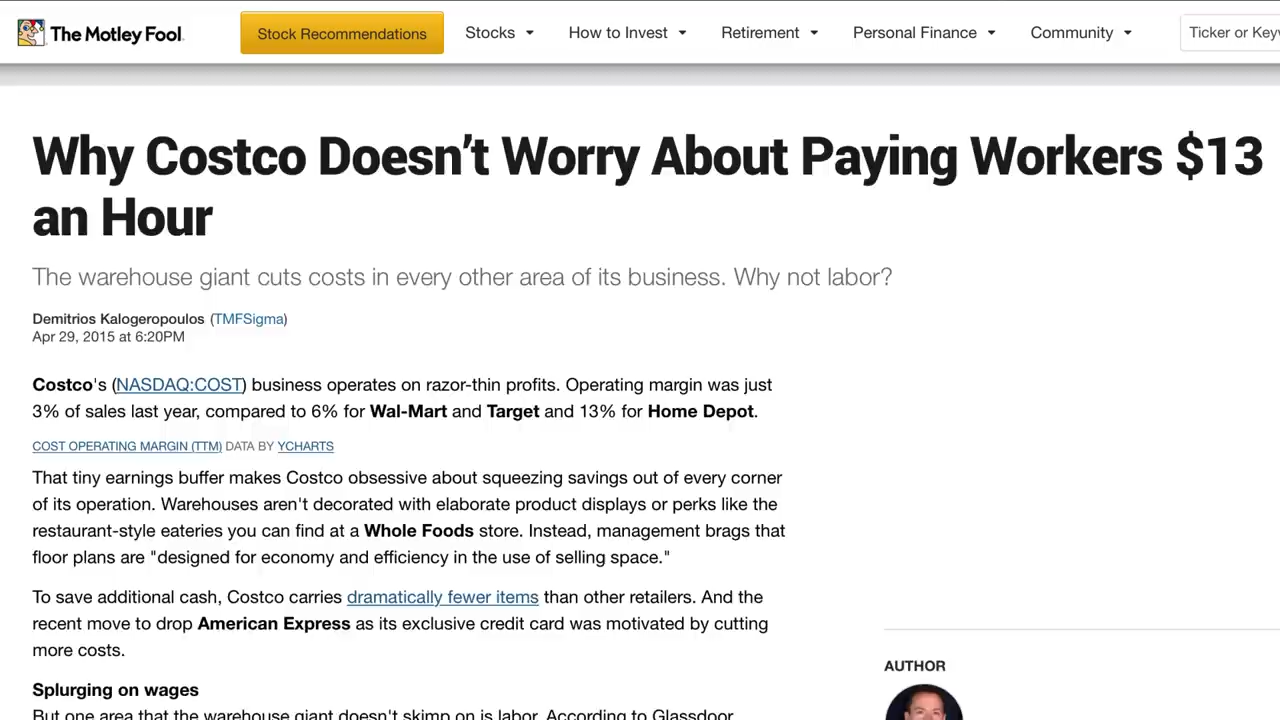 The Motley Fool
Stock Recommendations
Stocks
How to Invest
Retirement
Personal Finance
Community
Ticker or Key
Why Costco Doesn't Worry About Paying Workers $13
an Hour
The warehouse giant cuts costs in every other area of its business. Why not labor?
Demitrios Kalogeropoulos (TMFSigma)
Apr 29, 2015 at 6:20PM
Costco's (NASDAQ:COST) business operates on razor-thin profits. Operating margin was just
3% of sales last year, compared to 6% for Wal-Mart and Target and 13% for Home Depot.
COST OPERATING MARGIN (TTM) DATA BY YCHARTS
That tiny earnings buffer makes Costco obsessive about squeezing savings out of every corner
of its operation. Warehouses aren't decorated with elaborate product displays or perks like the
restaurant-style eateries you can find at a Whole Foods store. Instead, management brags that
floor plans are "designed for economy and efficiency in the use of selling space."
To save additional cash, Costco carries dramatically fewer items than other retailers. And the
recent move to drop American Express as its exclusive credit card was motivated by cutting
more costs.
AUTHOR
Splurging on wages
But one area that the warehouse giant doesn't skimp on is labor. According to Glassdoor,